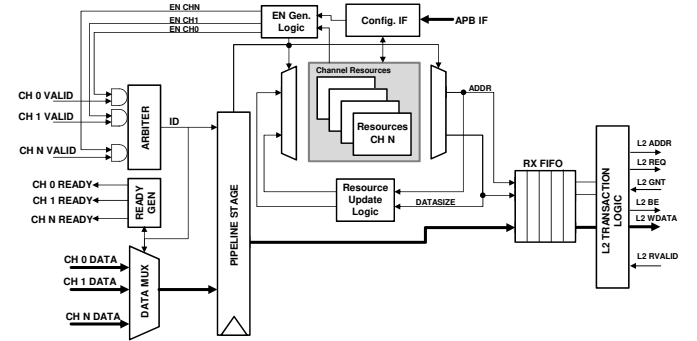 EN CHN
EN CH1
EN CH0
EN Gen.
Logic
Config. IF
APB IF
Channel Resources
Resources
CH N
CH 0 VALID
CH 1 VALID
CH N VALID
ARBITER
ID
ADDR
CH 0 READY
CH 1 READY
CH N READY
READY
GEN
PIPELINE STAGE
Resource
Update
Logic
DATASIZE
RX FIFO
L2 TRANSACTION
LOGIC
L2 ADDR
L2 REQ
L2 GNT
L2 BE
L2 WDATA
L2 RVALID
CH 0 DATA
CH 1 DATA
CH N DATA
DATA MUX